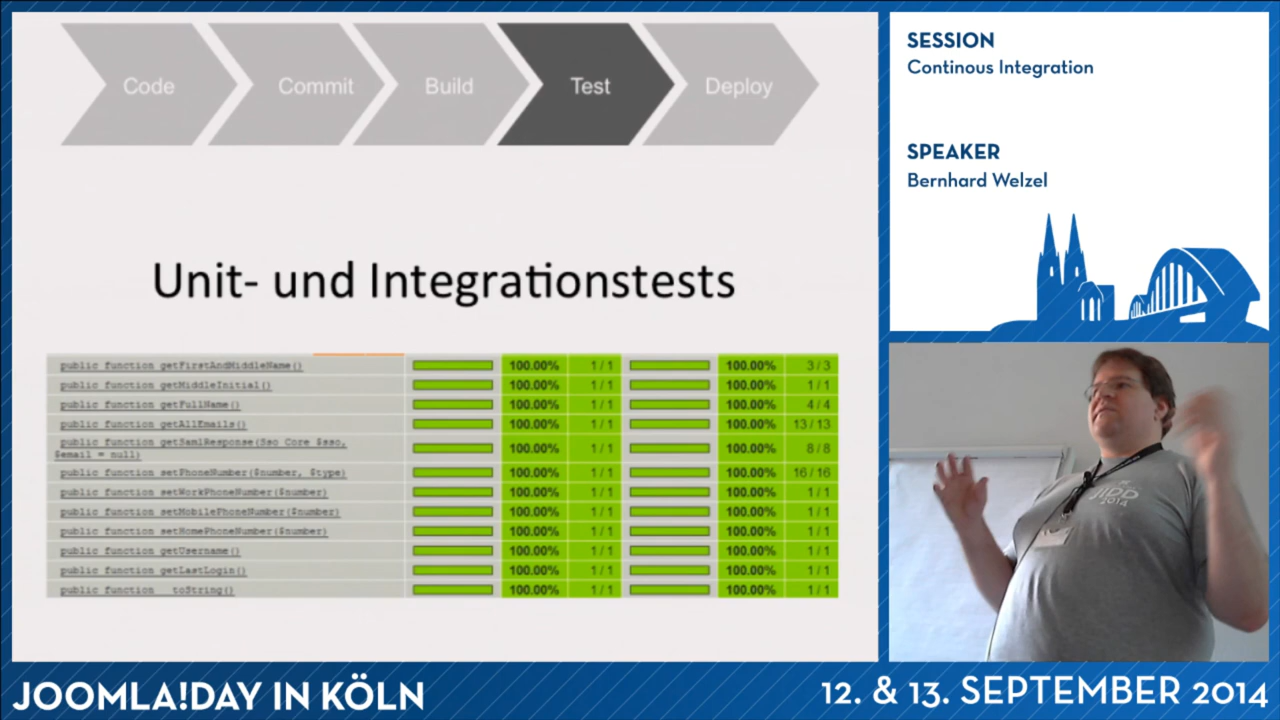 Code
Commit
Build
Test
Deploy
Unit- und Integrationstests
public function getFirstAndMiddleName() 100.00% 1 / 1 100.00% 3 / 3
public function getMiddleInitial() 100.00% 1 / 1 100.00% 1 / 1
public function getFullName() 100.00% 1 / 1 100.00% 4 / 4
public function getAllEmails() 100.00% 1 / 1 100.00% 13 / 13
public function getSamlResponse(Sso_Core $sso,
$email = null) 100.00% 1 / 1 100.00% 8 / 8
public function setPhoneNumber($number, $type) 100.00% 1 / 1 100.00% 16 / 16
public function setWorkPhoneNumber($number) 100.00% 1 / 1 100.00% 1 / 1
public function setMobilePhoneNumber($number) 100.00% 1 / 1 100.00% 1 / 1
public function setHomePhoneNumber($number) 100.00% 1 / 1 100.00% 1 / 1
public function getUsername() 100.00% 1 / 1 100.00% 1 / 1
public function getLastLogin() 100.00% 1 / 1 100.00% 1 / 1
public function __toString() 100.00% 1 / 1 100.00% 1 / 1
SESSION
Continous Integration
SPEAKER
Bernhard Welzel
2014
JOOMLA!DAY IN KÖLN
12. & 13. SEPTEMBER 2014